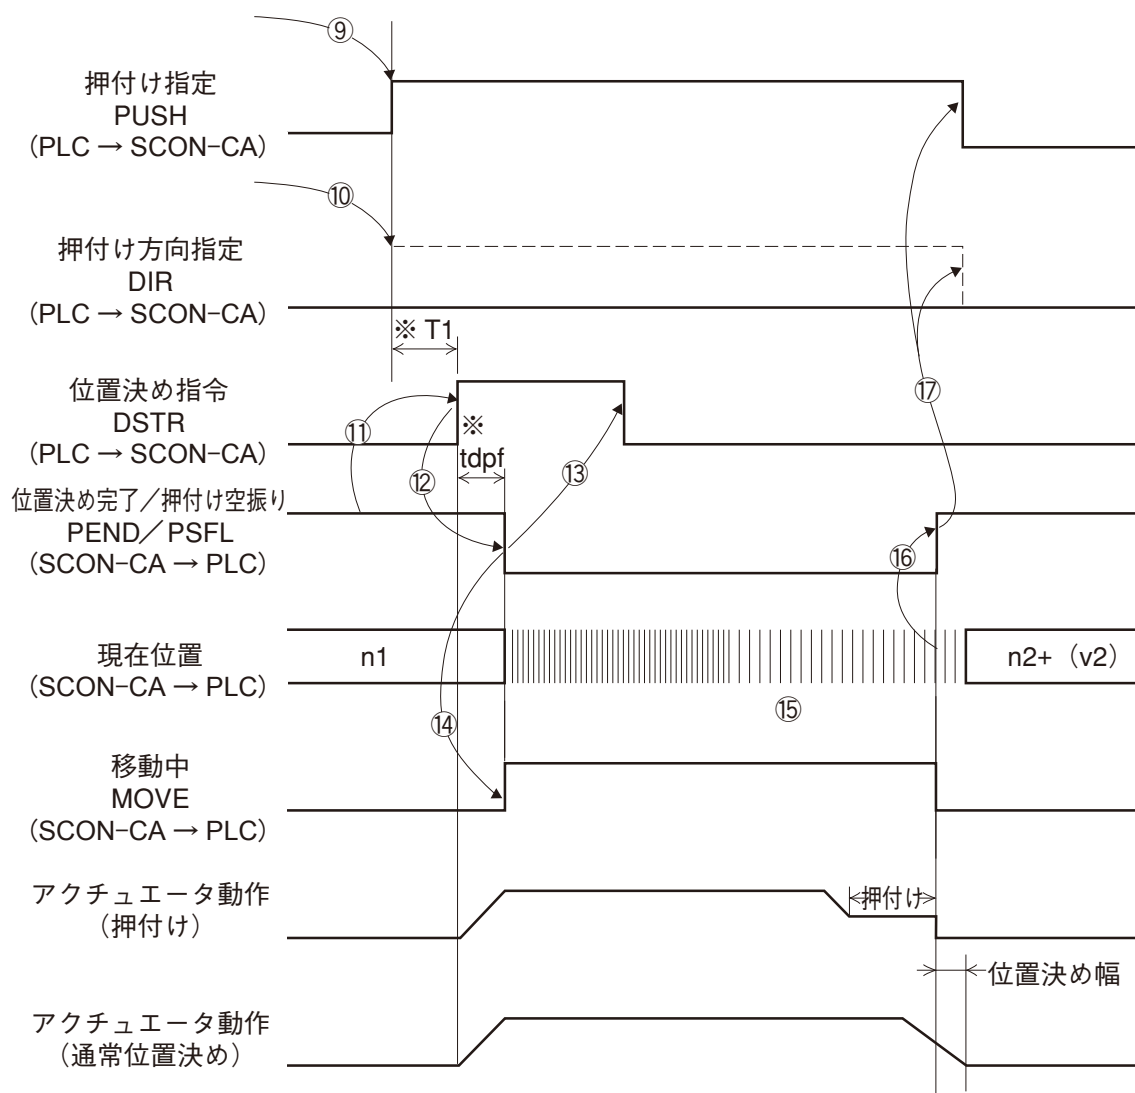 ⑨
押付け指定
PUSH
(PLC → SCON-CA)
⑩
押付け方向指定
DIR
(PLC → SCON-CA)
※ T1
位置決め指令
DSTR
(PLC → SCON-CA)
⑪
※
tdpf
⑫
⑬
⑰
位置決め完了／押付け空振り
PEND／PSFL
(SCON-CA → PLC)
⑯
現在位置
(SCON-CA → PLC)
n1
n2+（v2）
⑮
⑭
移動中
MOVE
(SCON-CA → PLC)
アクチュエータ動作
（押付け）
押付け
位置決め幅
アクチュエータ動作
（通常位置決め）